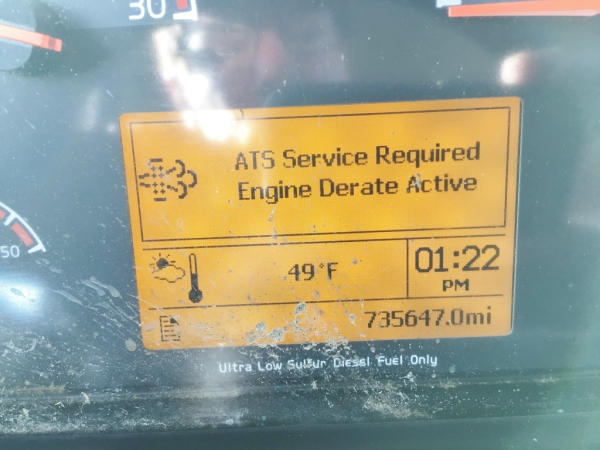 30
50
ATS Service Required
Engine Derate Active
49°F
01:22
PM
735647.0mi
Ultra Low Sulfur Diesel Fuel Only